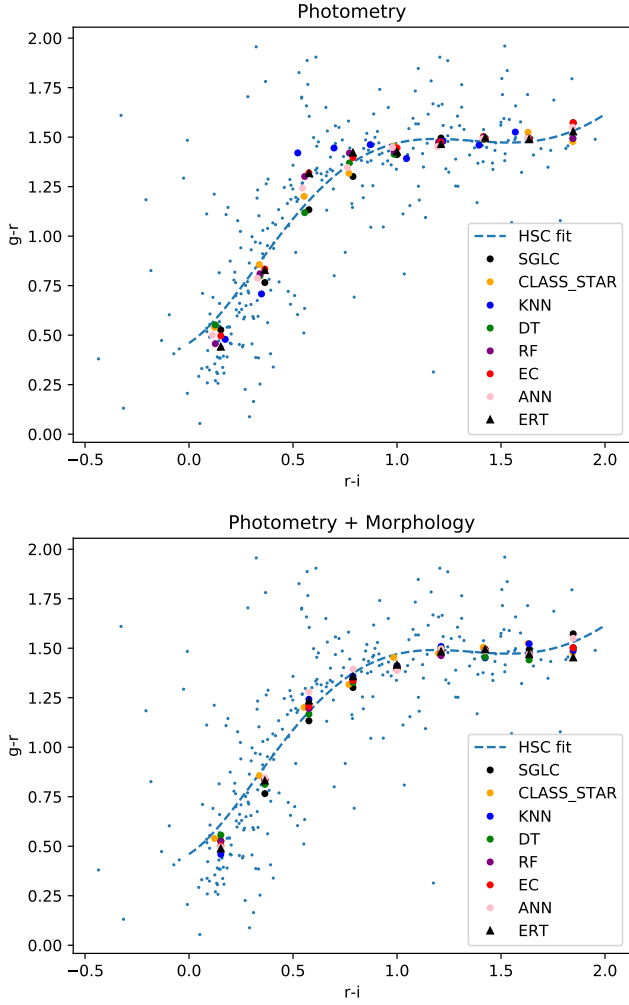 Photometry
2.00
1.75
1.50
1.25
1.00
0.75
0.50
0.25
0.00
g-r
HSC fit
SGLC
CLASS_STAR
KNN
DT
RF
EC
ANN
ERT
−0.5 0.0 0.5 1.0 1.5 2.0
r-i
Photometry + Morphology
2.00
1.75
1.50
1.25
1.00
0.75
0.50
0.25
0.00
g-r
HSC fit
SGLC
CLASS_STAR
KNN
DT
RF
EC
ANN
ERT
−0.5 0.0 0.5 1.0 1.5 2.0
r-i